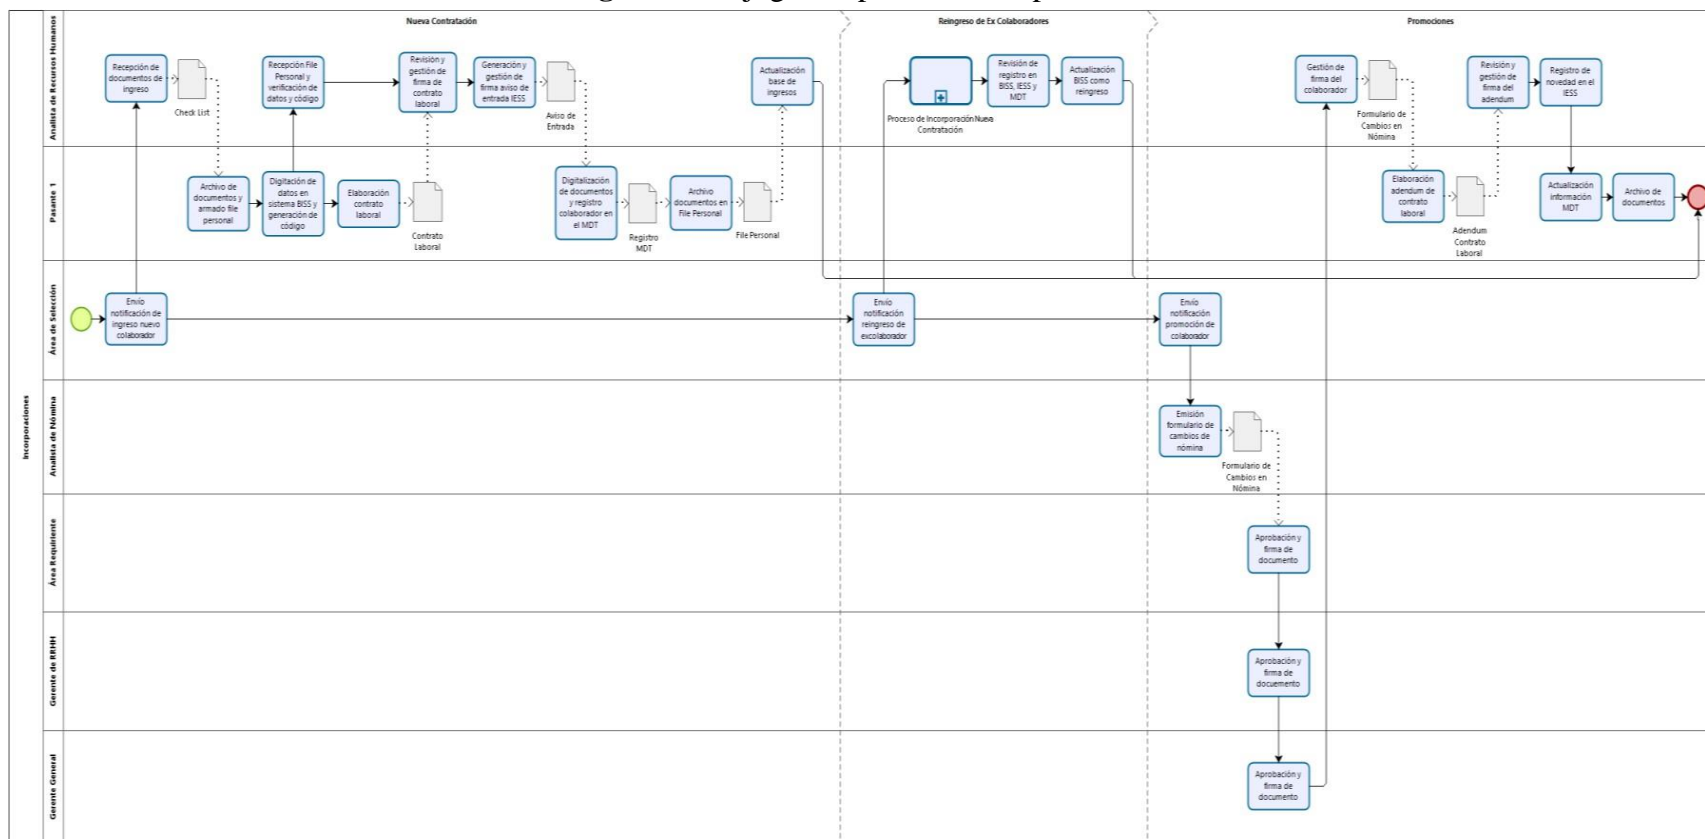 Nueva Contratación
Reingreso de Ex Colaboradores
Promociones
Incorporaciones
Analista de Recursos Humanos
Recepción de
documentos de
ingreso
Check List
Recepción File
Personal y
verificación de
datos y código
Revisión y
gestión de
firma de
contrato
laboral
Generación y
gestión de
firma aviso de
entrada IESS
Aviso de
Entrada
Actualización
base de
ingresos
Proceso de Incorporación Nueva
Contratación
Revisión de
registro en
BISS, IESS y
MDT
Actualización
BISS como
reingreso
Gestión de
firma del
colaborador
Formulario de
Cambios en
Nómina
Revisión y
gestión de
firma del
adendum
Registro de
novedad en el
IESS
Pasante 1
Archivo de
documentos y
armado file
personal
Digitación de
datos en
sistema BISS y
generación de
código
Elaboración
contrato
laboral
Contrato
Laboral
Digitalización
de documentos
y registro
colaborador en
el MDT
Registro
MDT
Archivo
documentos en
File Personal
File Personal
Elaboración
adendum de
contrato
laboral
Adendum
Contrato
Laboral
Actualización
información
MDT
Archivo de
documentos
Área de Selección
Envío
notificación de
ingreso nuevo
colaborador
Envío
notificación
reingreso de
excolaborador
Envío
notificación
promoción de
colaborador
Analista de Nómina
Emisión
formulario de
cambios de
nómina
Formulario de
Cambios en
Nómina
Área Requiriente
Aprobación y
firma de
documento
Gerente de RRHH
Aprobación y
firma de
docuemento
Gerente General
Aprobación y
firma de
documento